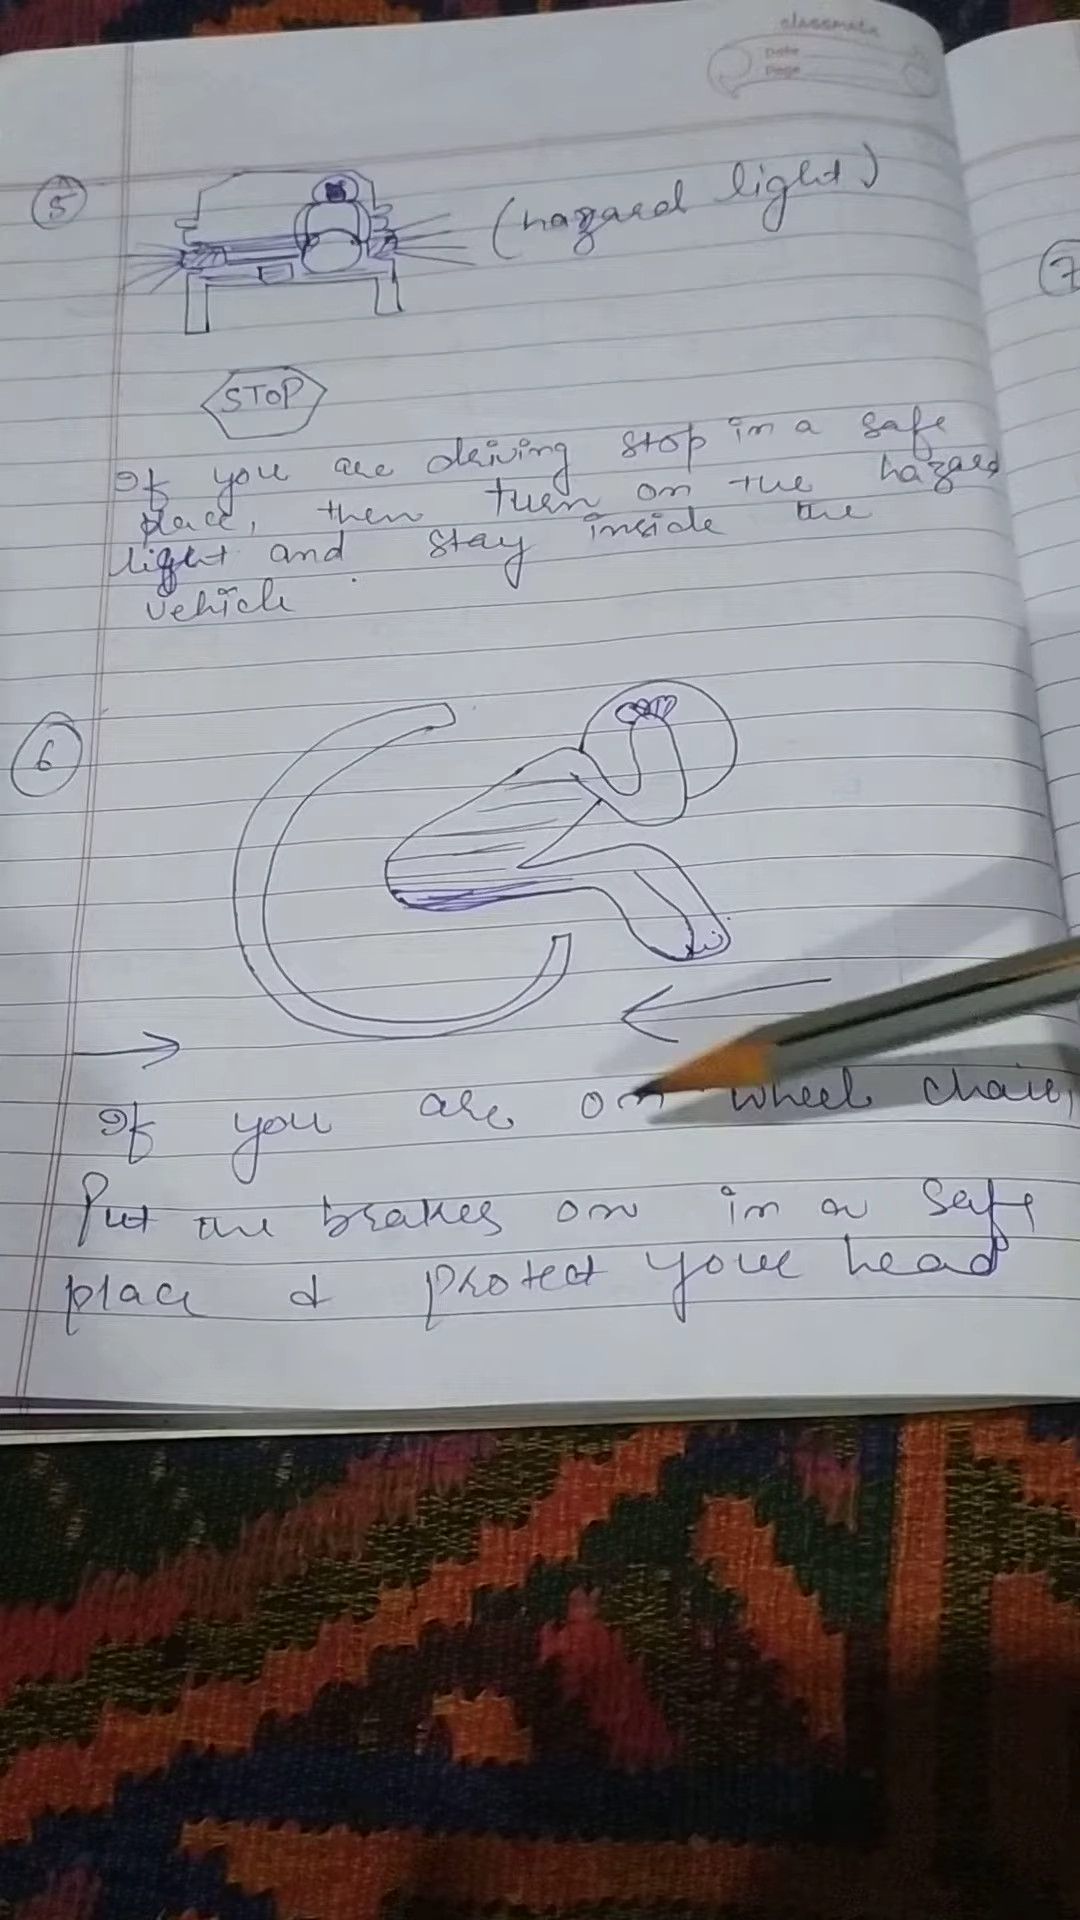 classmate
Date
Page
5
(hazard light)
7
STOP
If you are driving stop in a safe
place, then turn on the hazard
light and stay inside the
vehicle
6
If you are on wheel chair,
Put the brakes on in a safe
place & protect your head